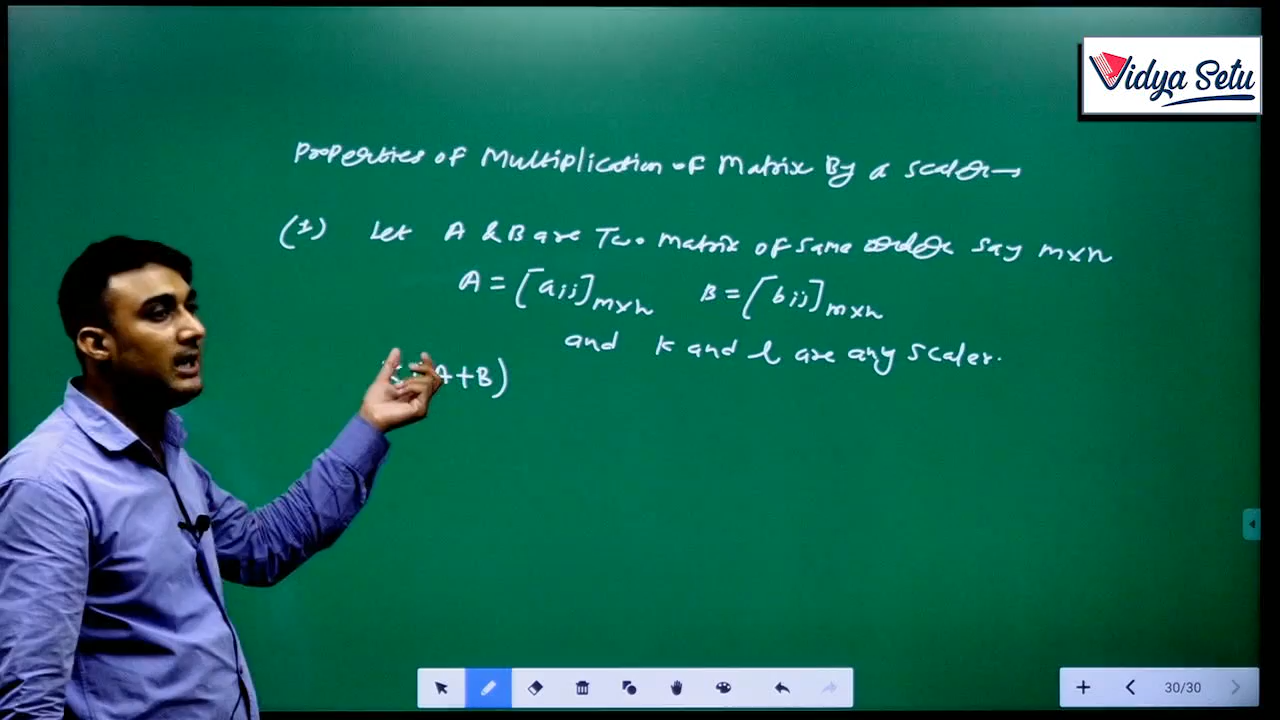 Vidya Setu
Properties of Multiplication of Matrix By a scaler→
(1) Let A & B are Two matrix of same order say m×n
A = [aij]m×n B = [bij]m×n
and k and l are any scaler.
A+B)
30/30